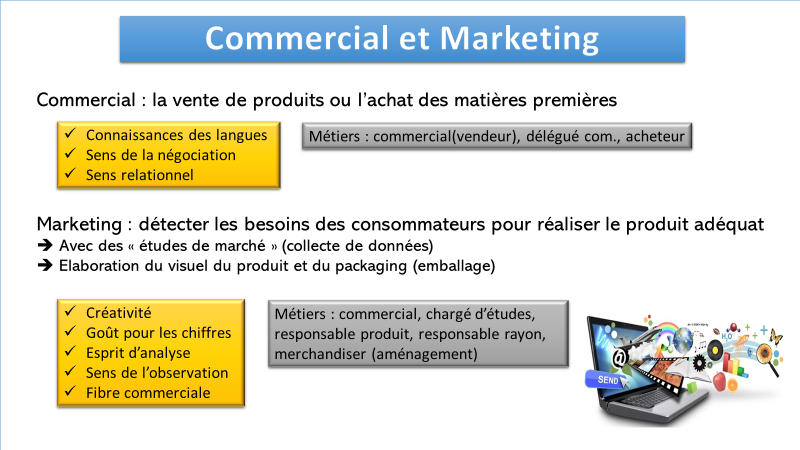 Commercial et Marketing
Commercial : la vente de produits ou l'achat des matières premières
✓ Connaissances des langues
✓ Sens de la négociation
✓ Sens relationnel
Métiers : commercial(vendeur), délégué com., acheteur
Marketing : détecter les besoins des consommateurs pour réaliser le produit adéquat
➔ Avec des « études de marché » (collecte de données)
➔ Elaboration du visuel du produit et du packaging (emballage)
✓ Créativité
✓ Goût pour les chiffres
✓ Esprit d'analyse
✓ Sens de l'observation
✓ Fibre commerciale
Métiers : commercial, chargé d'études,
responsable produit, responsable rayon,
merchandiser (aménagement)
@
H₂O
SEND